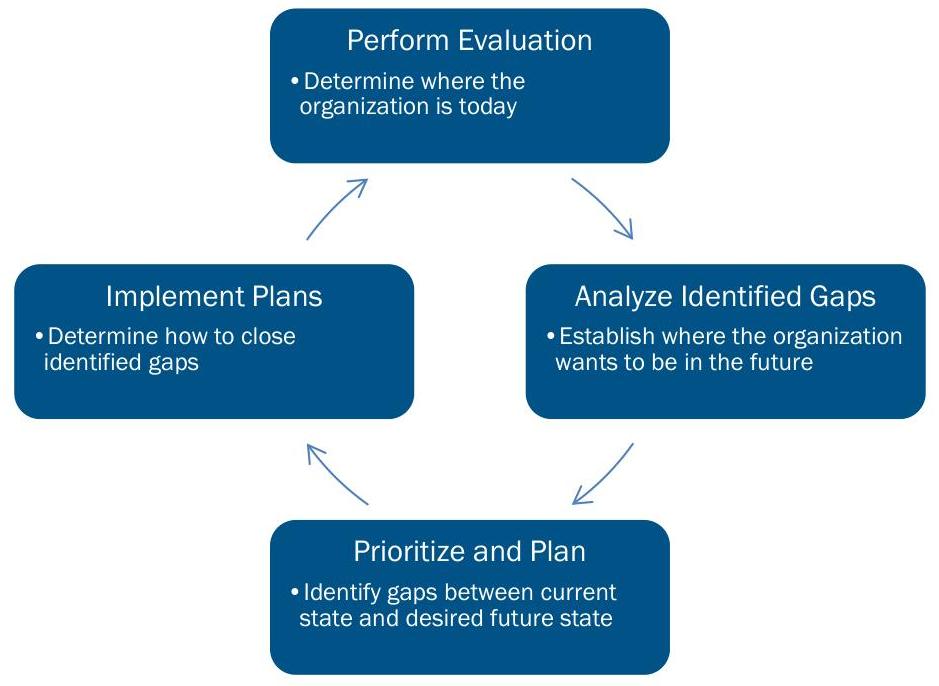 Perform Evaluation
•Determine where the
organization is today
Analyze Identified Gaps
•Establish where the organization
wants to be in the future
Prioritize and Plan
•Identify gaps between current
state and desired future state
Implement Plans
•Determine how to close
identified gaps